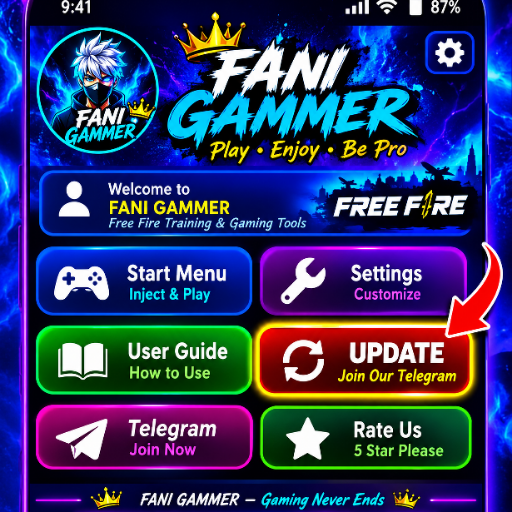 9:41
87%
FANI
GAMMER
FANI
GAMMER
Play • Enjoy • Be Pro
Welcome to
FANI GAMMER
Free Fire Training & Gaming Tools
FREE FIRE
Start Menu
Inject & Play
Settings
Customize
User Guide
How to Use
UPDATE
Join Our Telegram
Telegram
Join Now
Rate Us
5 Star Please
FANI GAMMER — Gaming Never Ends